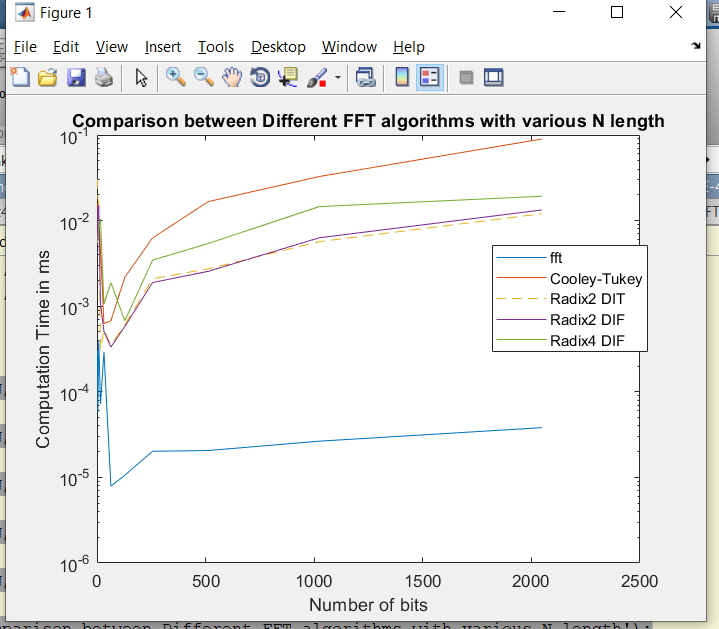 Figure 1
File Edit View Insert Tools Desktop Window Help
Comparison between Different FFT algorithms with various N length
10-1
10-2
10-3
10-4
10-5
10-6
Computation Time in ms
0 500 1000 1500 2000 2500
Number of bits
fft
Cooley-Tukey
Radix2 DIT
Radix2 DIF
Radix4 DIF
parison between Different FFT algorithms with various N length');